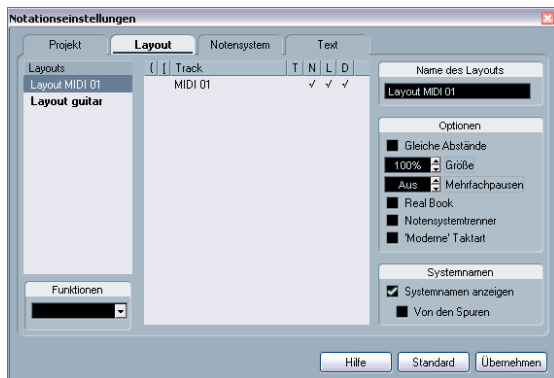 Notationseinstellungen
Projekt Layout Notensystem Text
Layouts
Layout MIDI 01
Layout guitar
Funktionen
{ [ Track T N L D
MIDI 01 √ √ √
Name des Layouts
Layout MIDI 01
Optionen
Gleiche Abstände
100% Größe
Aus Mehrfachpausen
Real Book
Notensystemtrenner
'Moderne' Taktart
Systemnamen
Systemnamen anzeigen
Von den Spuren
Hilfe Standard Übernehmen